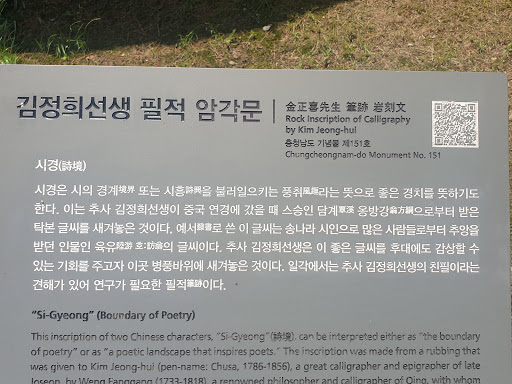 김정희선생 필적 암각문
金正喜先生 筆跡 岩刻文
Rock Inscription of Calligraphy
by Kim Jeong-hui
충청남도 기념물 제151호
Chungcheongnam-do Monument No. 151
시경(詩境)
시경은 시의 경계境界 또는 시흥詩興을 불러일으키는 풍취風趣라는 뜻으로 좋은 경치를 뜻하기도
한다. 이는 추사 김정희선생이 중국 연경에 갔을 때 스승인 담계覃溪 옹방강翁方綱으로부터 받은
탁본 글씨를 새겨놓은 것이다. 예서隸書로 쓴 이 글씨는 송나라 시인으로 많은 사람들로부터 추앙을
받던 인물인 육유陸游 호:放翁의 글씨이다. 추사 김정희선생은 이 좋은 글씨를 후대에도 감상할 수
있는 기회를 주고자 이곳 병풍바위에 새겨놓은 것이다. 일각에서는 추사 김정희선생의 친필이라는
견해가 있어 연구가 필요한 필적筆跡이다.
"Si-Gyeong" (Boundary of Poetry)
This inscription of two Chinese characters, "Si-Gyeong"(詩境), can be interpreted either as "the boundary
of poetry" or as "a poetic landscape that inspires poets." The inscription was made from a rubbing that
was given to Kim Jeong-hui (pen-name: Chusa, 1786-1856), a great calligrapher and epigrapher of late
Joseon, by Weng Fanggang (1733-1818), a renowned philosopher and calligrapher of Qing, with whom